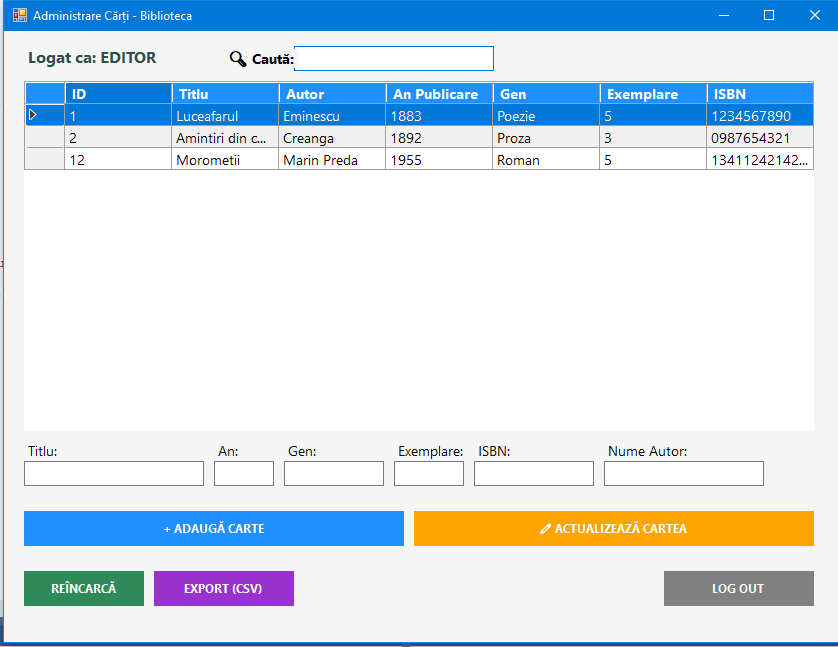 Administrare Cărți - Biblioteca
Logat ca: EDITOR
Caută:
ID Titlu Autor An Publicare Gen Exemplare ISBN
1 Luceafarul Eminescu 1883 Poezie 5 1234567890
2 Amintiri din c... Creanga 1892 Proza 3 0987654321
12 Morometii Marin Preda 1955 Roman 5 13411242142...
Titlu: An: Gen: Exemplare: ISBN: Nume Autor:
+ ADAUGĂ CARTE ACTUALIZEAZĂ CARTEA
REÎNCARCĂ EXPORT (CSV) LOG OUT